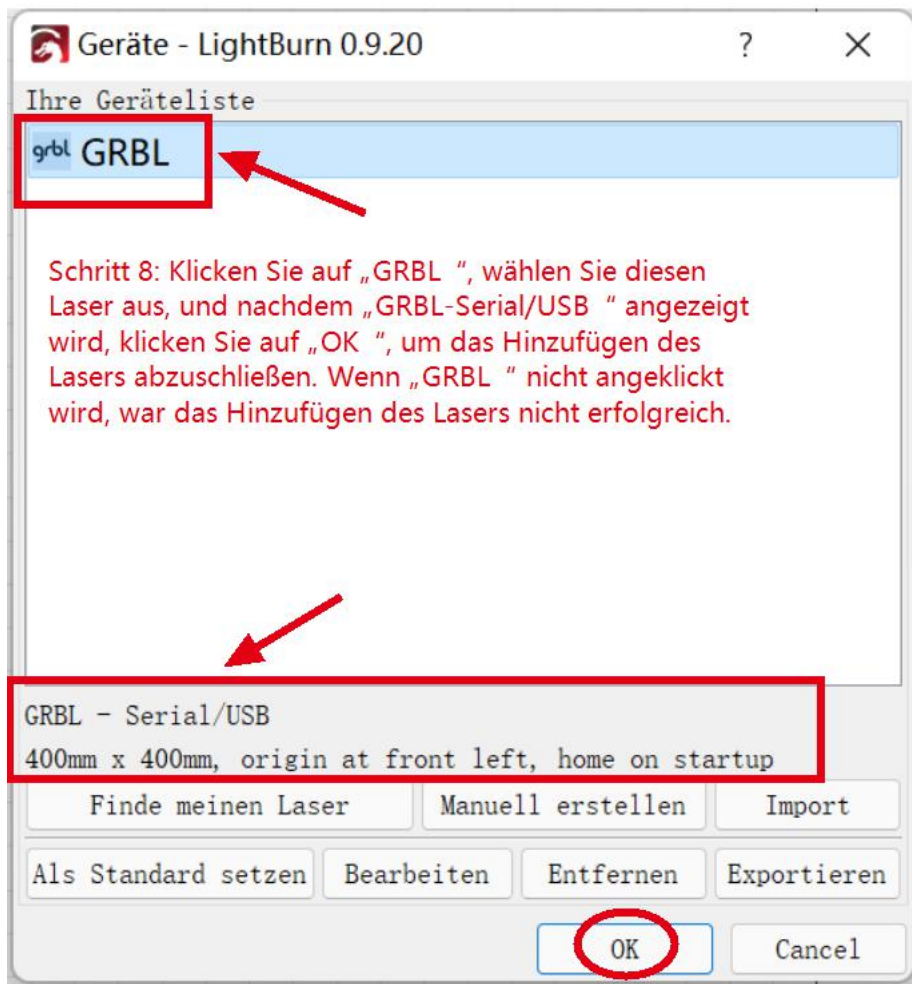 Geräte - LightBurn 0.9.20 ?
Ihre Geräteliste
grbl GRBL
Schritt 8: Klicken Sie auf „GRBL “, wählen Sie diesen
Laser aus, und nachdem „GRBL-Serial/USB “ angezeigt
wird, klicken Sie auf „OK “, um das Hinzufügen des
Lasers abzuschließen. Wenn „GRBL “ nicht angeklickt
wird, war das Hinzufügen des Lasers nicht erfolgreich.
GRBL - Serial/USB
400mm x 400mm, origin at front left, home on startup
Finde meinen Laser Manuell erstellen Import
Als Standard setzen Bearbeiten Entfernen Exportieren
OK Cancel